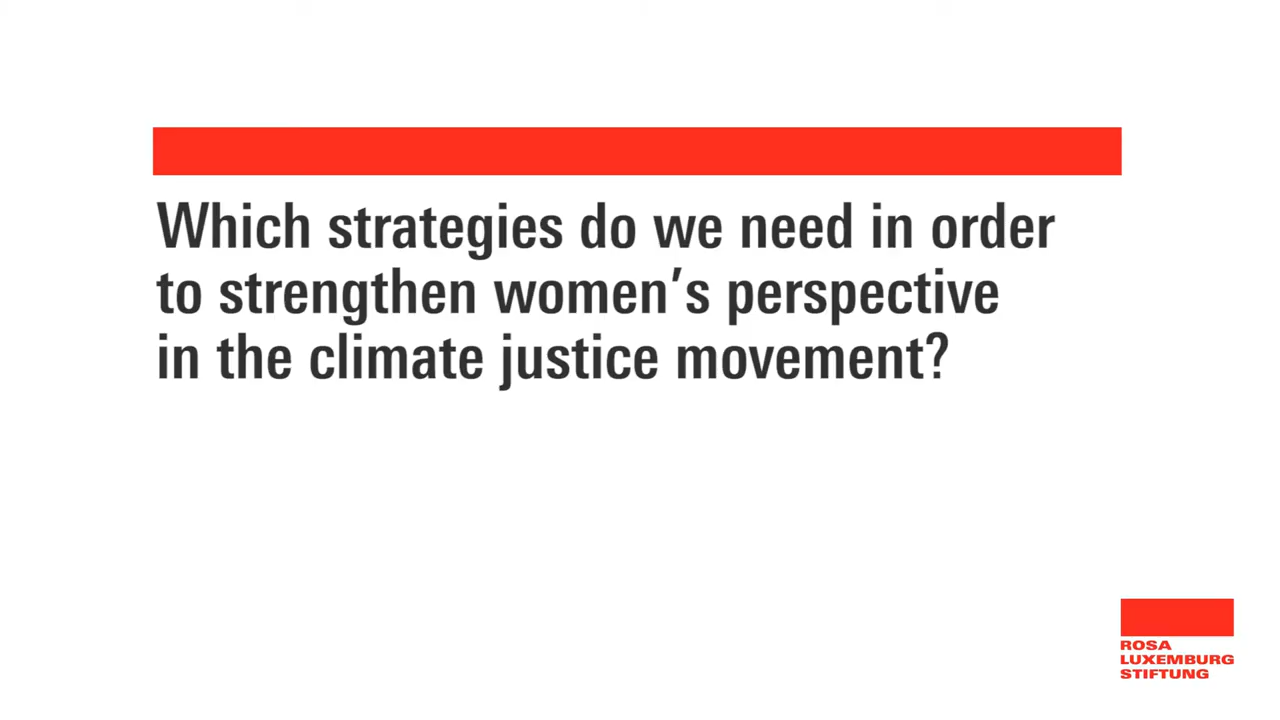 Which strategies do we need in order
to strengthen women’s perspective
in the climate justice movement?
ROSA
LUXEMBURG
STIFTUNG